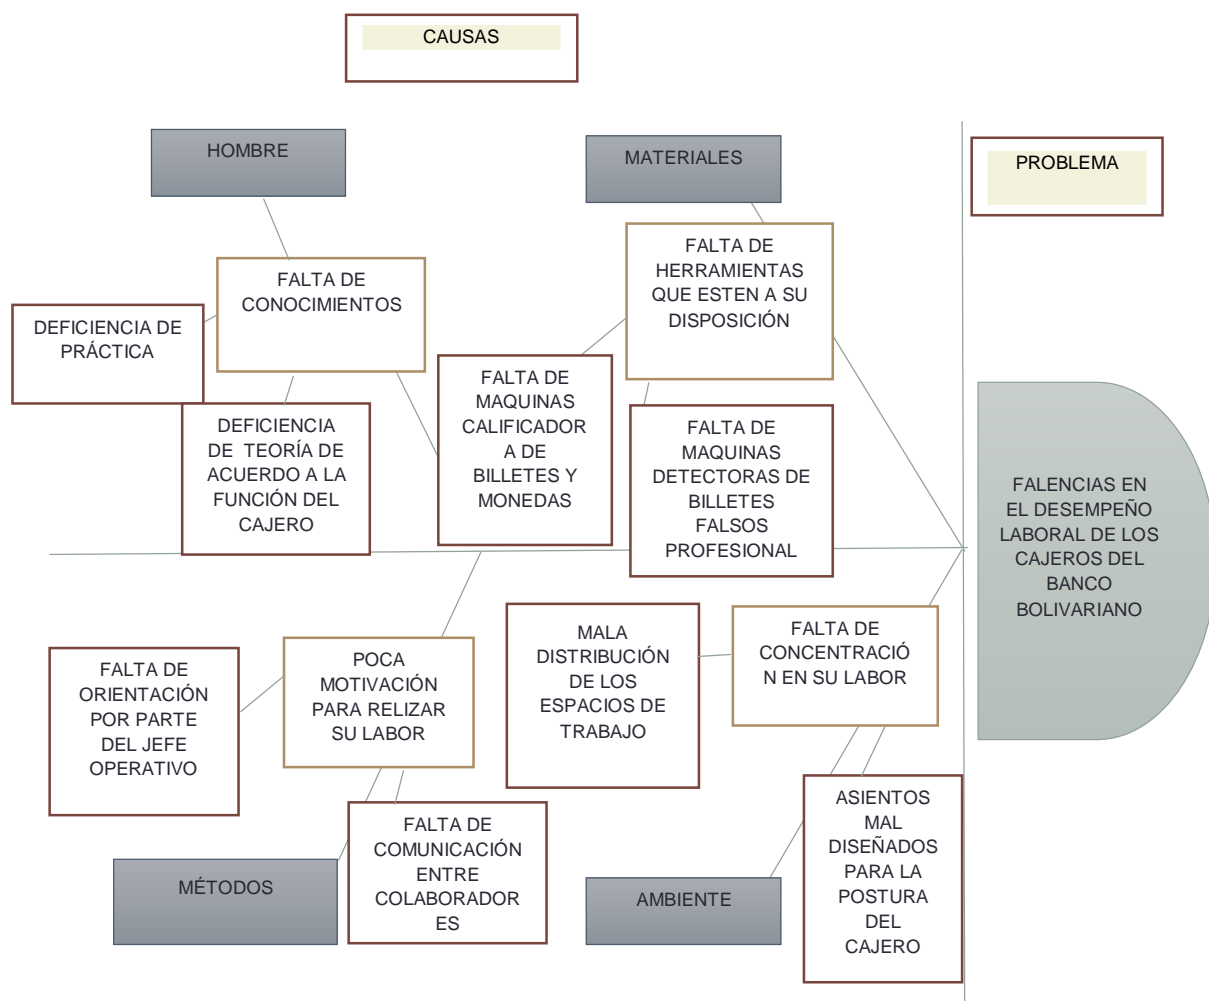 CAUSAS
HOMBRE
MATERIALES
PROBLEMA
FALTA DE
CONOCIMIENTOS
DEFICIENCIA DE
PRÁCTICA
DEFICIENCIA
DE  TEORÍA DE
ACUERDO A LA
FUNCIÓN DEL
CAJERO
FALTA DE
HERRAMIENTAS
QUE ESTEN A SU
DISPOSICIÓN
FALTA DE
MAQUINAS
CALIFICADOR
A DE
BILLETES Y
MONEDAS
FALTA DE
MAQUINAS
DETECTORAS DE
BILLETES
FALSOS
PROFESIONAL
FALENCIAS EN
EL DESEMPEÑO
LABORAL DE LOS
CAJEROS DEL
BANCO
BOLIVARIANO
FALTA DE
ORIENTACIÓN
POR PARTE
DEL JEFE
OPERATIVO
POCA
MOTIVACIÓN
PARA RELIZAR
SU LABOR
MALA
DISTRIBUCIÓN
DE LOS
ESPACIOS DE
TRABAJO
FALTA DE
CONCENTRACIÓ
N EN SU LABOR
MÉTODOS
FALTA DE
COMUNICACIÓN
ENTRE
COLABORADOR
ES
AMBIENTE
ASIENTOS
MAL
DISEÑADOS
PARA LA
POSTURA
DEL
CAJERO